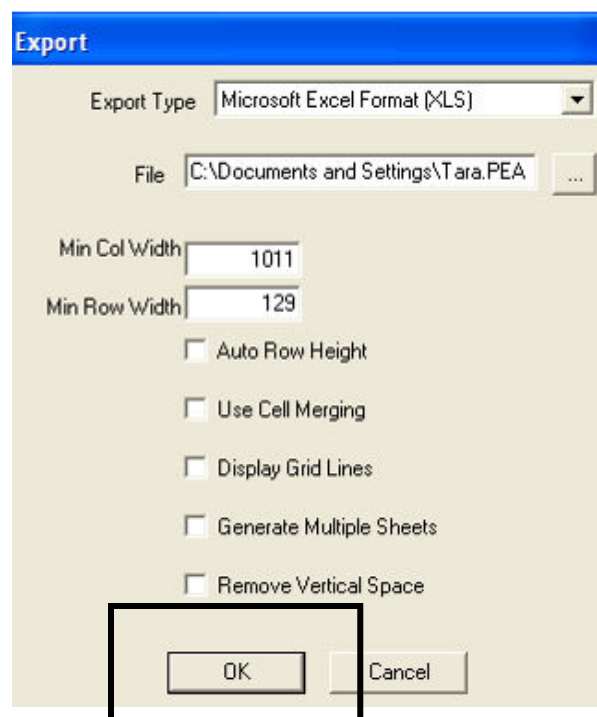 Export
Export Type Microsoft Excel Format (XLS)
File C:\Documents and Settings\Tara.PEA ...
Min Col Width 1011
Min Row Width 129
Auto Row Height
Use Cell Merging
Display Grid Lines
Generate Multiple Sheets
Remove Vertical Space
OK Cancel